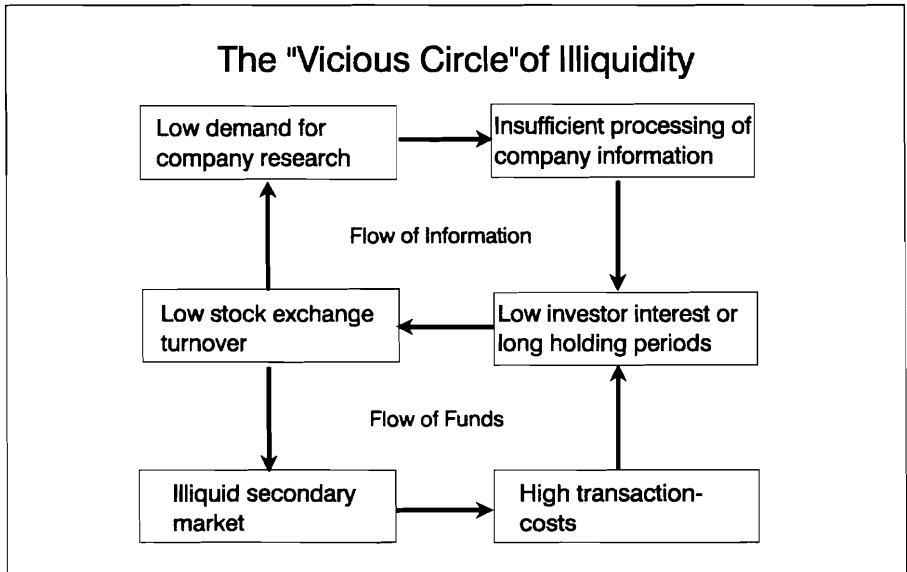 The "Vicious Circle"of Illiquidity
Low demand for
company research
Insufficient processing of
company information
Flow of Information
Low stock exchange
turnover
Low investor interest or
long holding periods
Flow of Funds
Illiquid secondary
market
High transaction-
costs